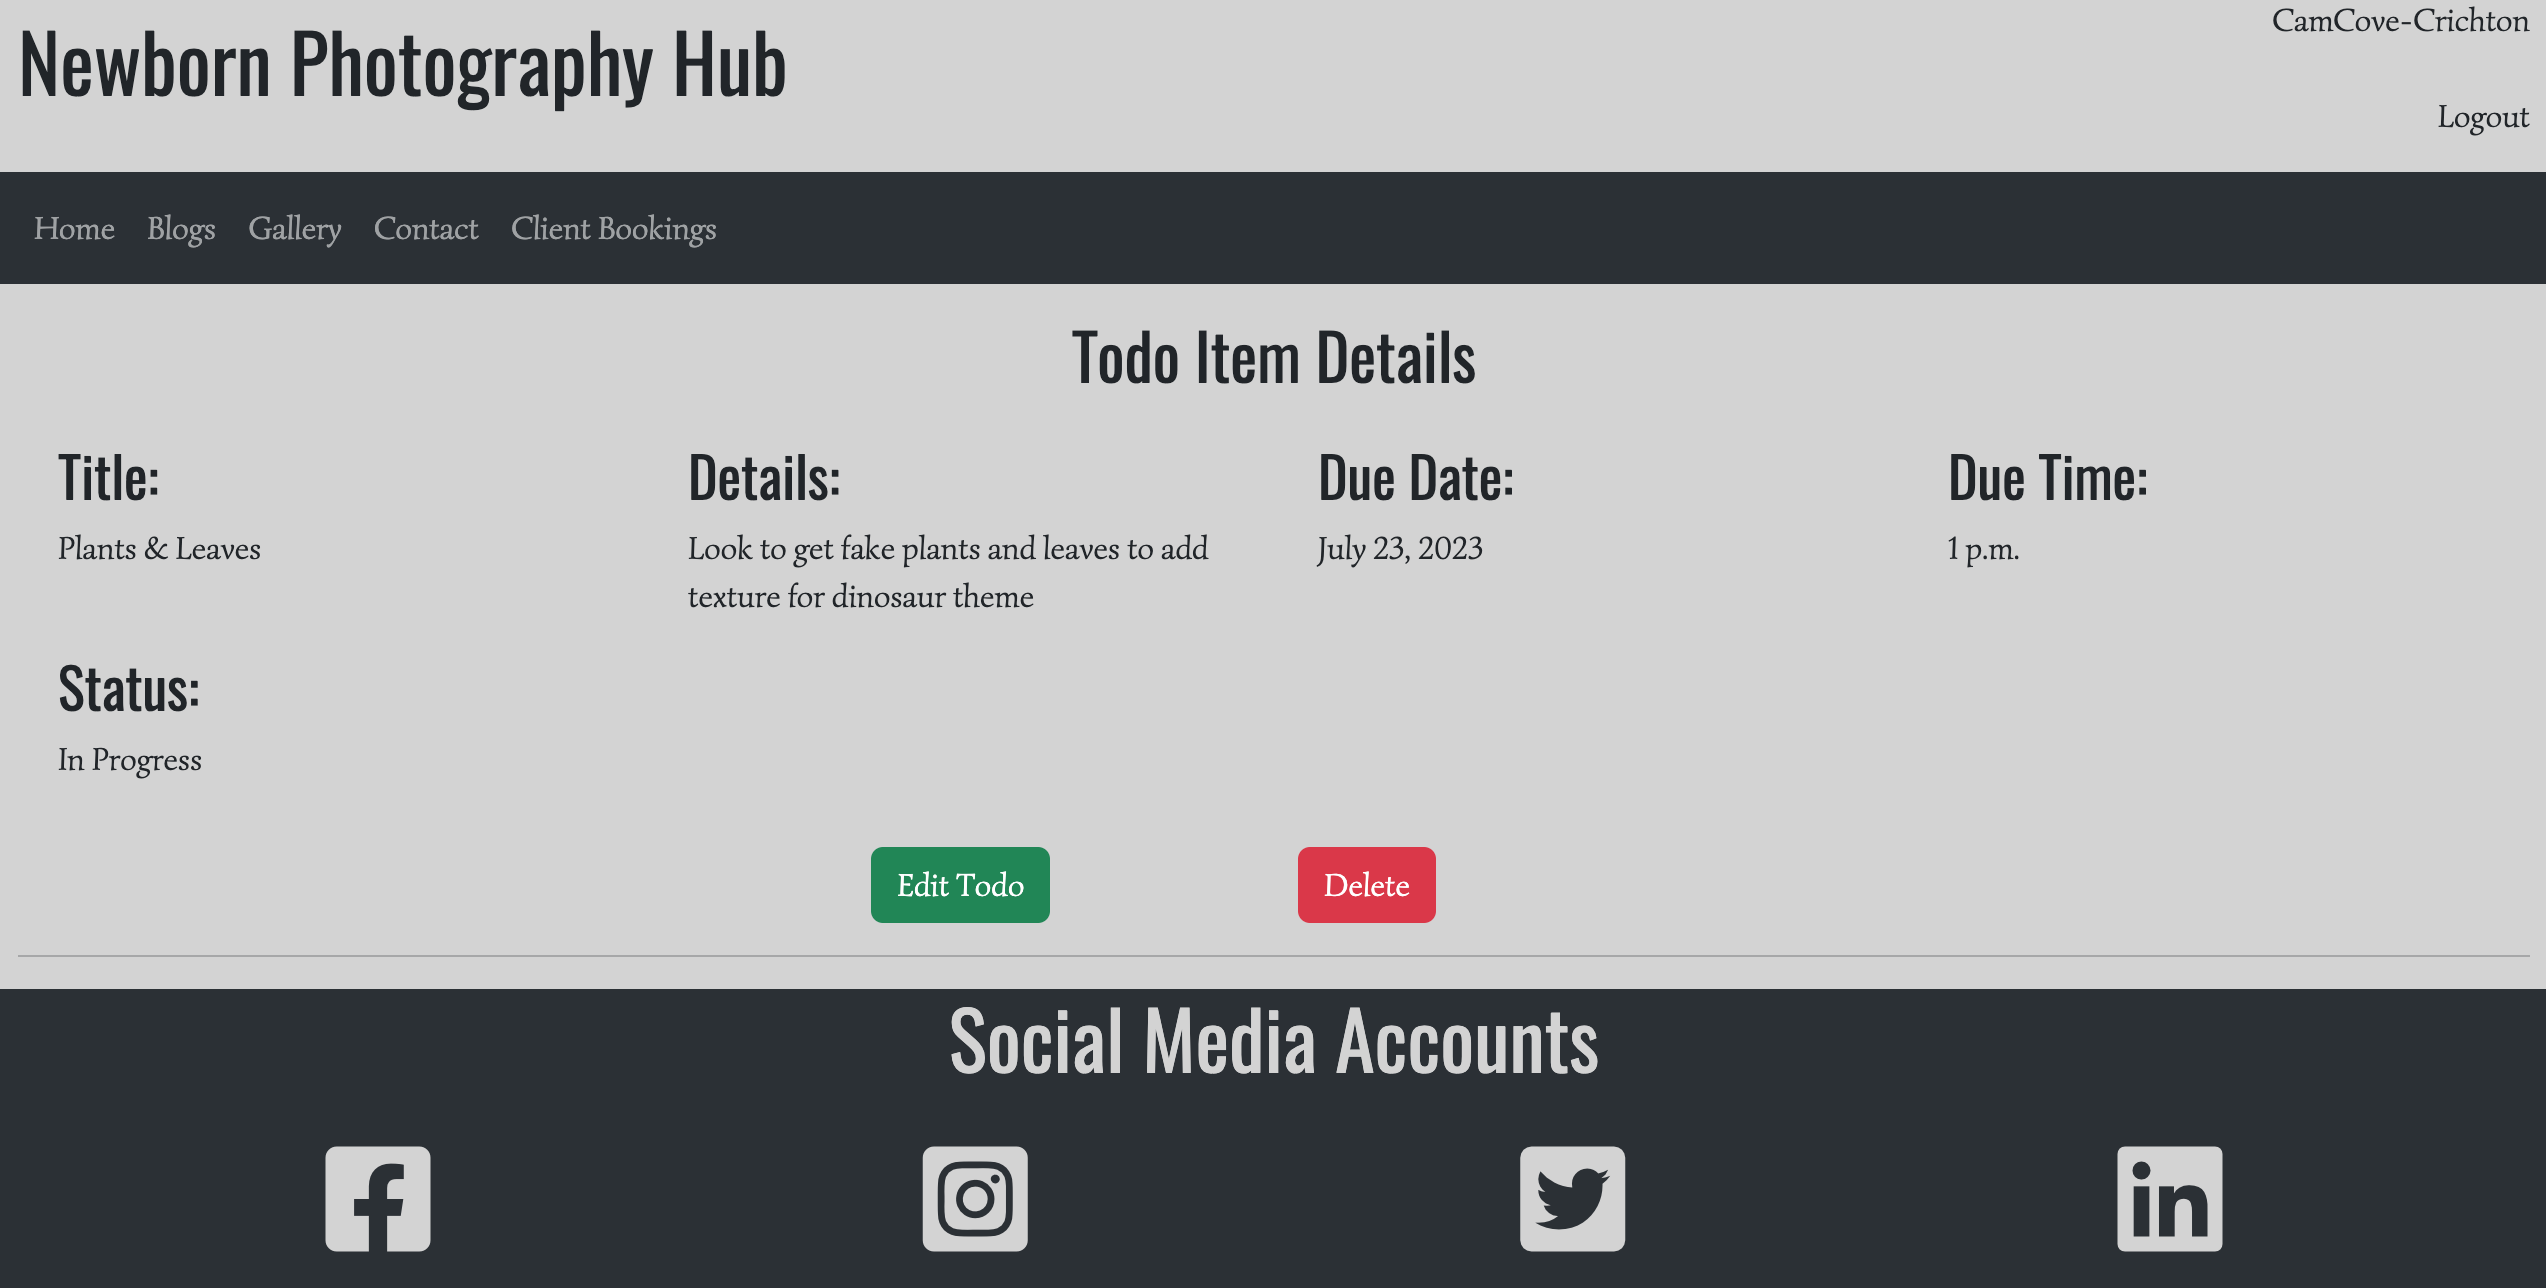 Newborn Photography Hub
CamCove-Crichton
Logout
Home Blogs Gallery Contact Client Bookings
Todo Item Details
Title:
Plants & Leaves
Details:
Look to get fake plants and leaves to add
texture for dinosaur theme
Due Date:
July 23, 2023
Due Time:
1 p.m.
Status:
In Progress
Edit Todo
Delete
Social Media Accounts